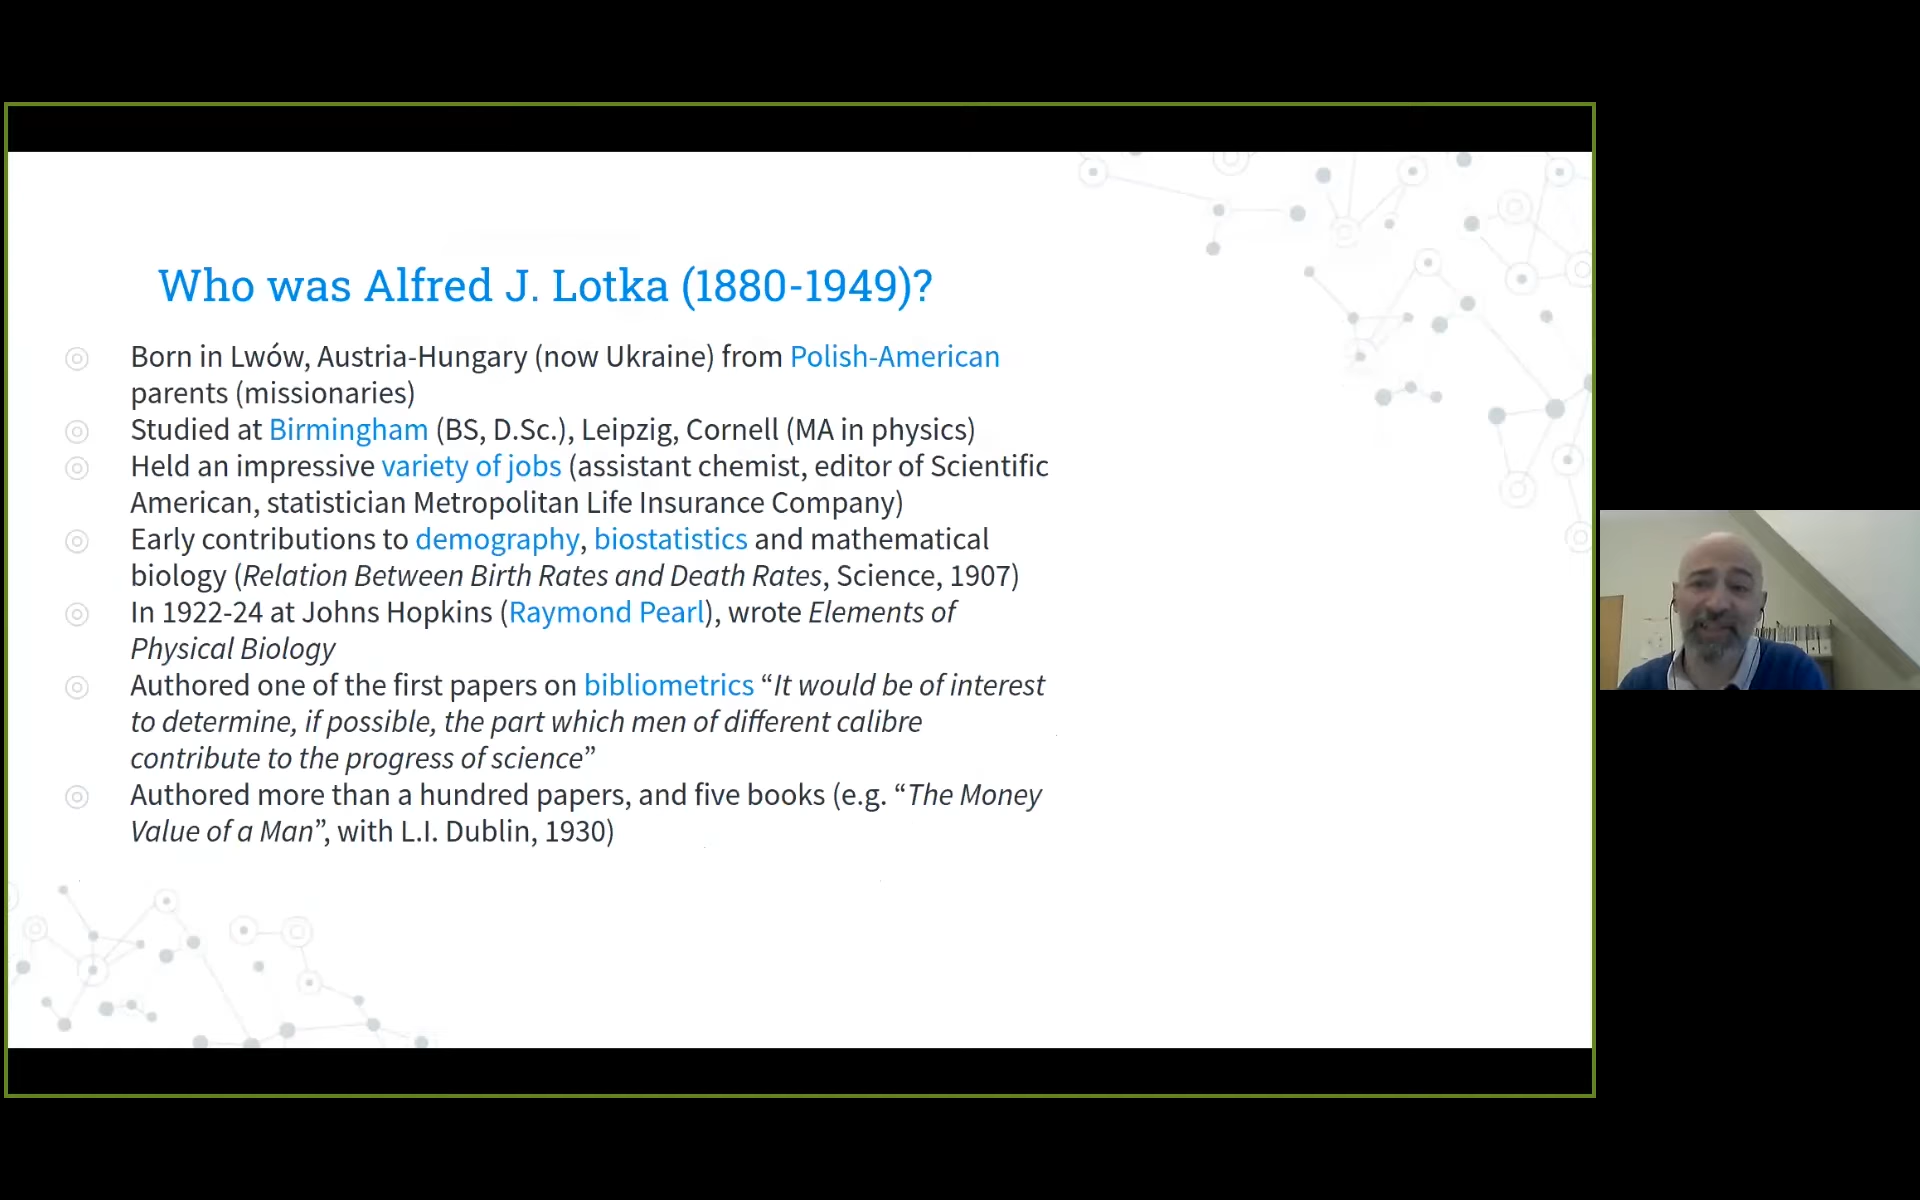 Who was Alfred J. Lotka (1880-1949)?
Born in Lwów, Austria-Hungary (now Ukraine) from Polish-American
parents (missionaries)
Studied at Birmingham (BS, D.Sc.), Leipzig, Cornell (MA in physics)
Held an impressive variety of jobs (assistant chemist, editor of Scientific
American, statistician Metropolitan Life Insurance Company)
Early contributions to demography, biostatistics and mathematical
biology (Relation Between Birth Rates and Death Rates, Science, 1907)
In 1922-24 at Johns Hopkins (Raymond Pearl), wrote Elements of
Physical Biology
Authored one of the first papers on bibliometrics “It would be of interest
to determine, if possible, the part which men of different calibre
contribute to the progress of science”
Authored more than a hundred papers, and five books (e.g. “The Money
Value of a Man”, with L.I. Dublin, 1930)